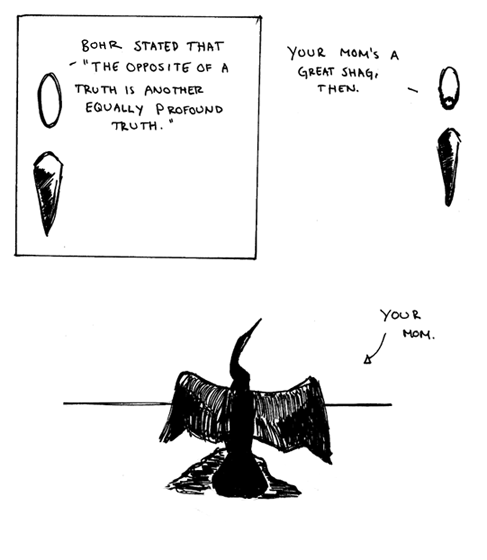 BOHR STATED THAT
"THE OPPOSITE OF A
TRUTH IS ANOTHER
EQUALLY PROFOUND
TRUTH."
YOUR MOM'S A
GREAT SHAG,
THEN.
YOUR
MOM.